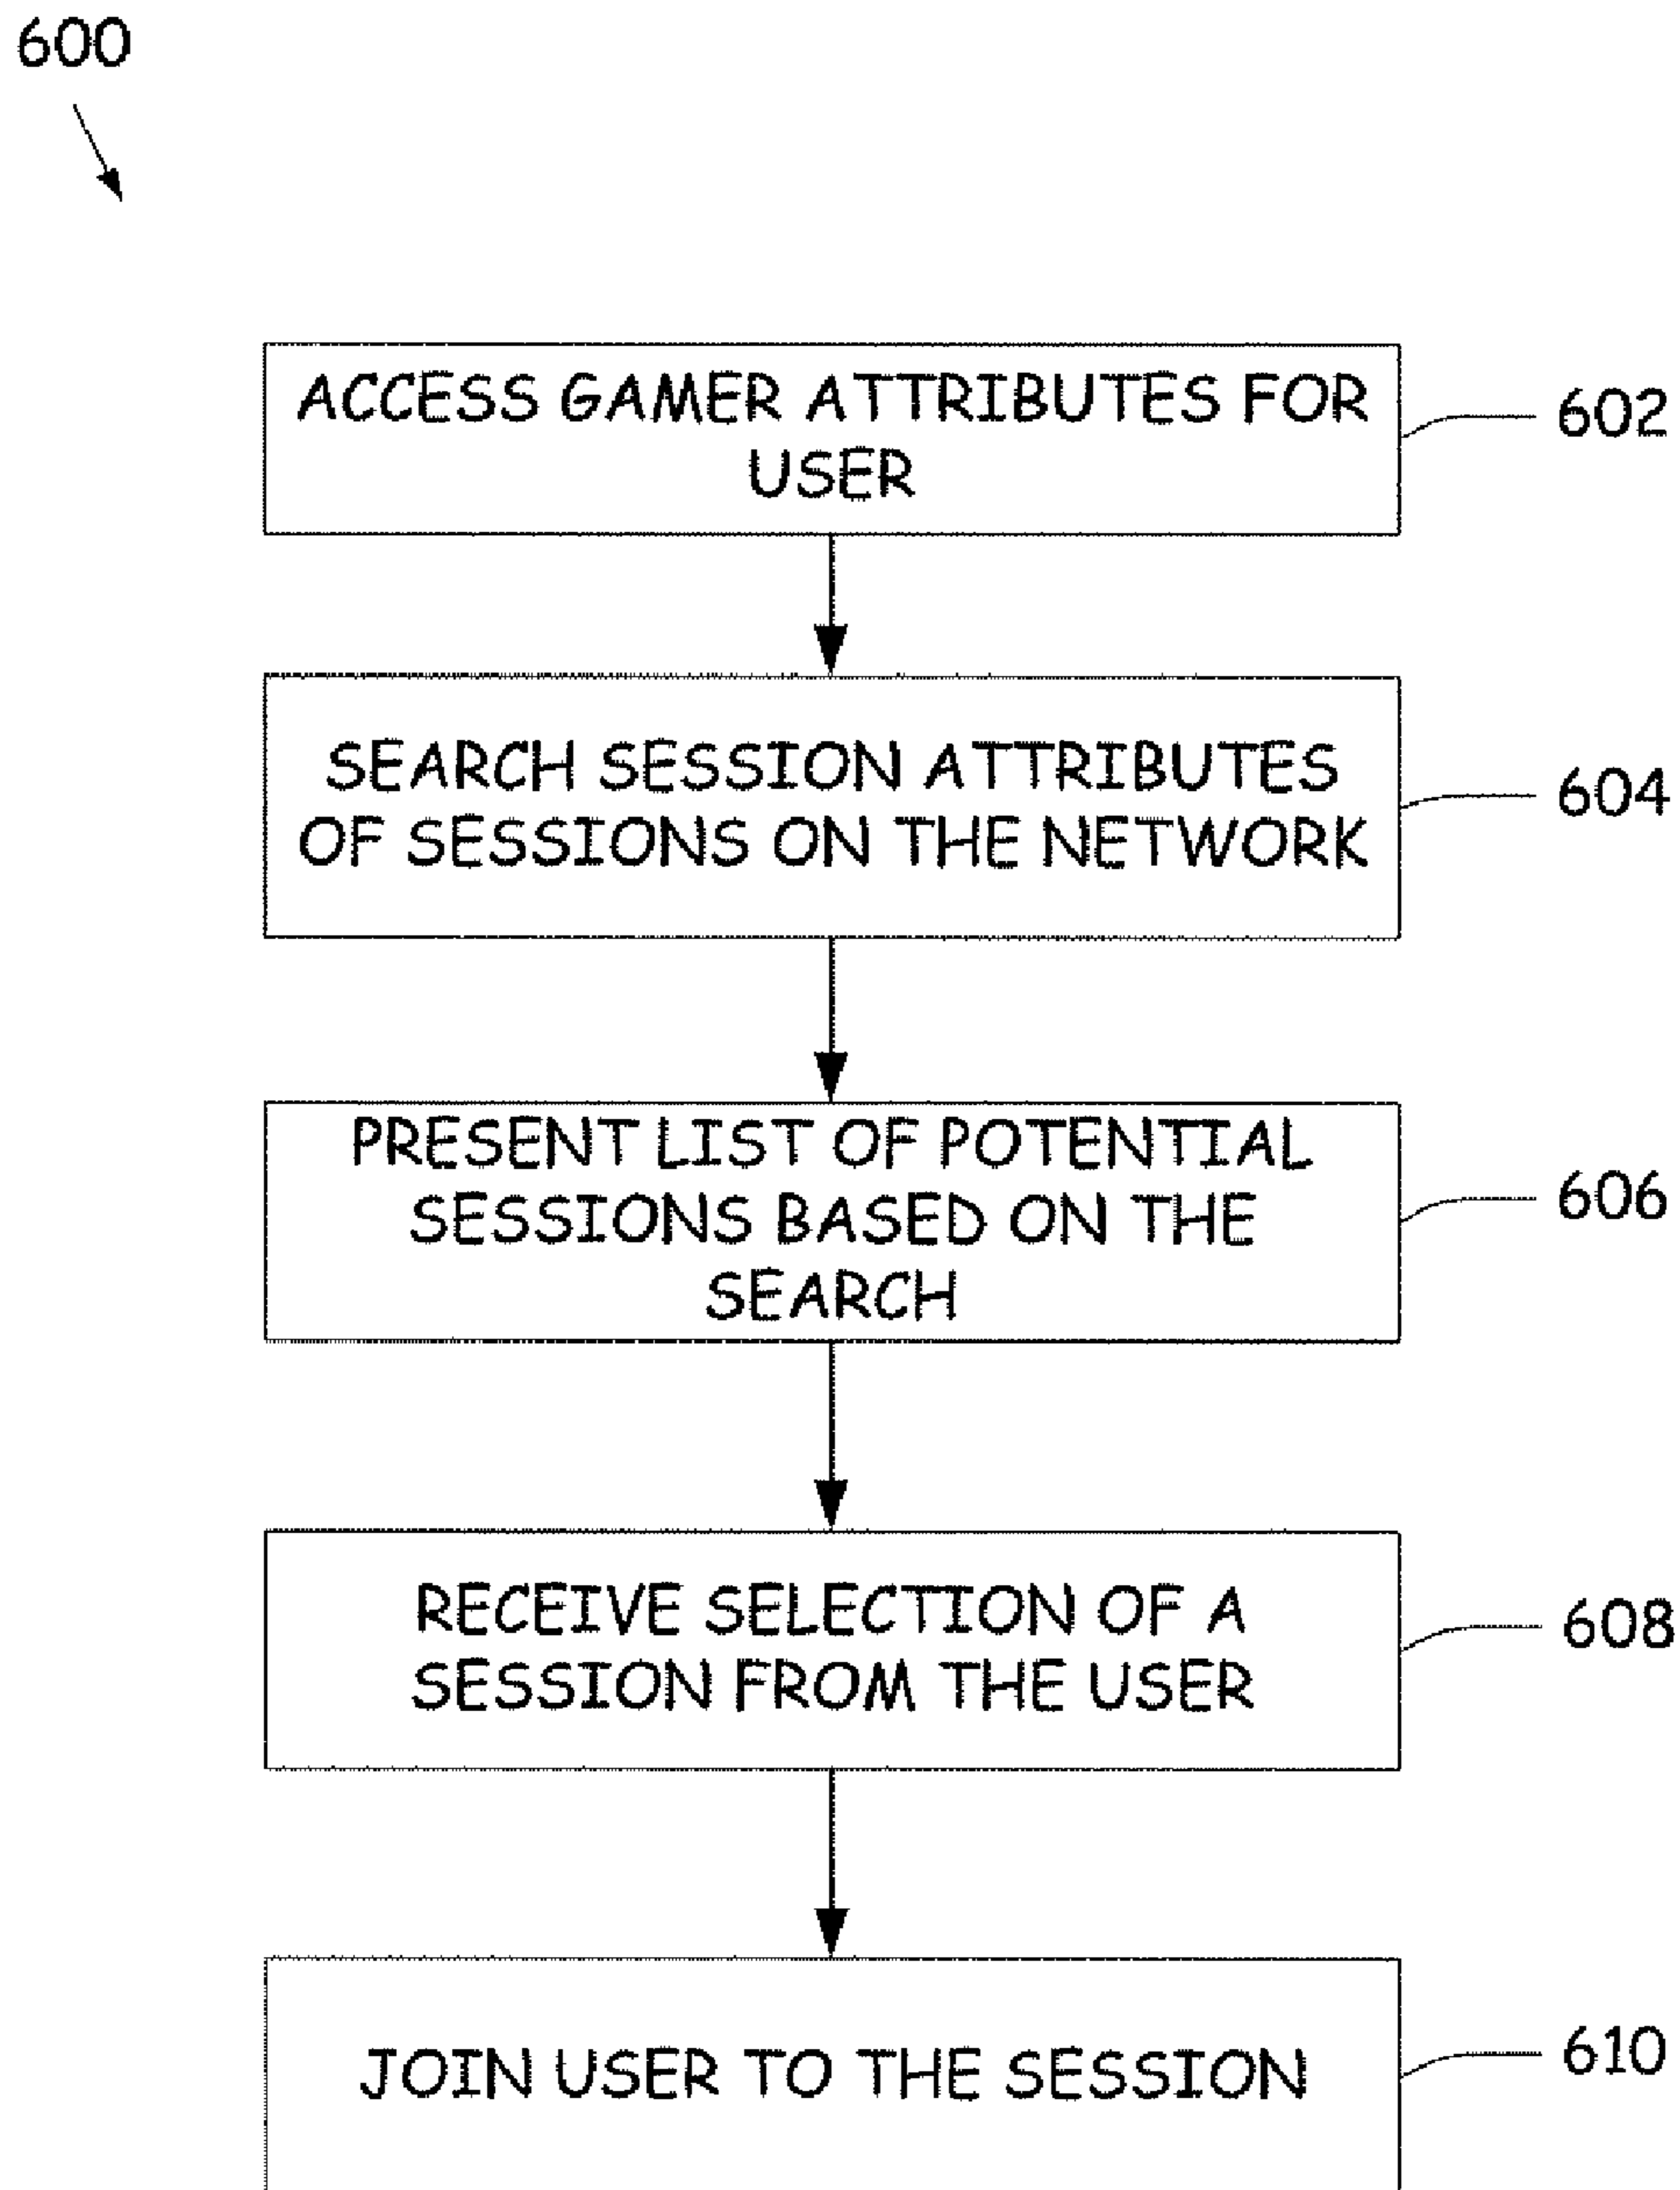 600
ACCESS GAMER ATTRIBUTES FOR
USER
602
SEARCH SESSION ATTRIBUTES
OF SESSIONS ON THE NETWORK
604
PRESENT LIST OF POTENTIAL
SESSIONS BASED ON THE
SEARCH
606
RECEIVE SELECTION OF A
SESSION FROM THE USER
608
JOIN USER TO THE SESSION
610